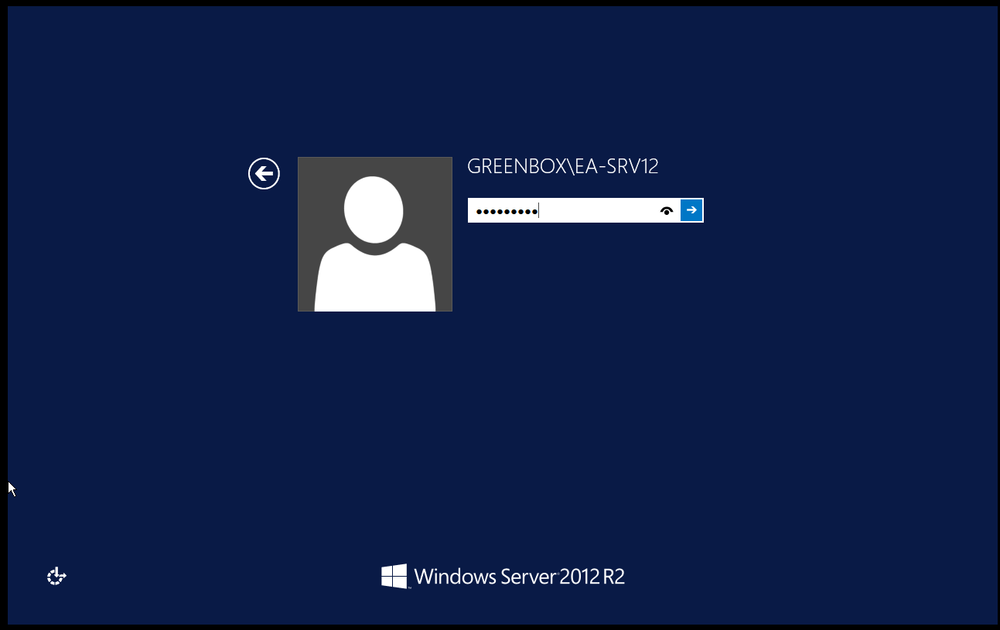 GREENBOX\EA-SRV12
•••••••••
Windows Server 2012 R2